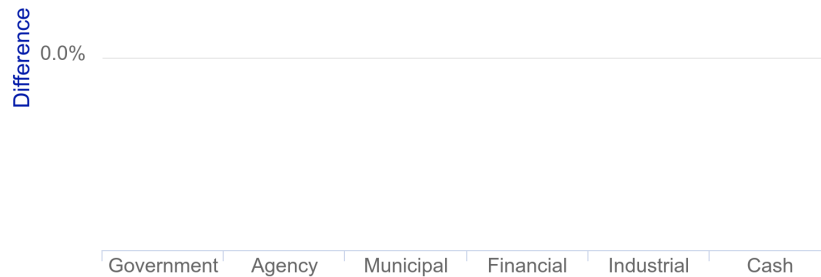 Difference
0.0%
Government Agency Municipal Financial Industrial Cash